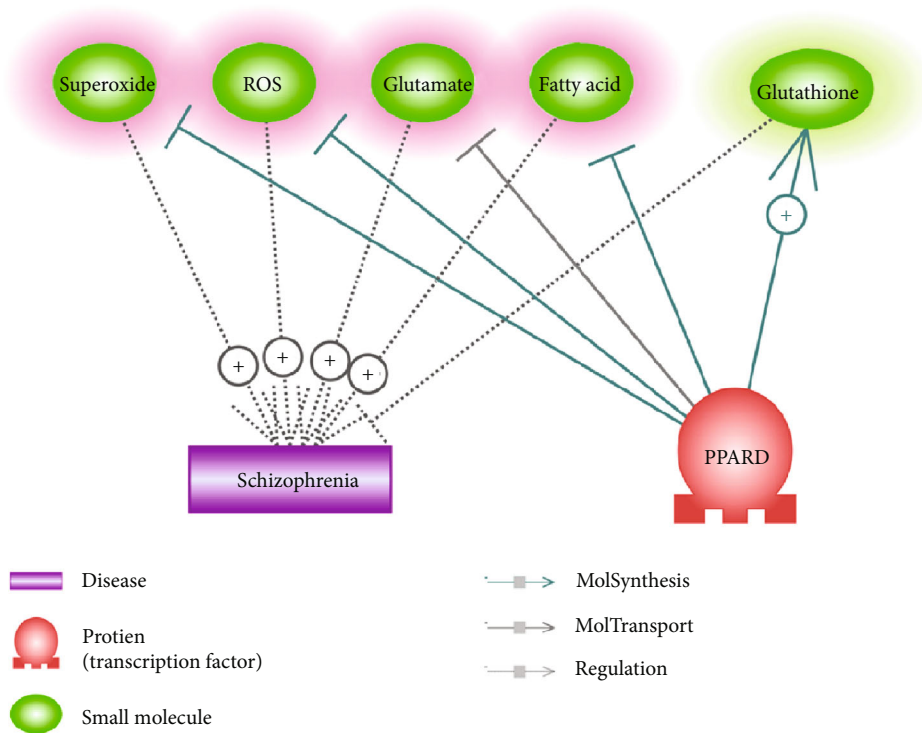 Superoxide
ROS
Glutamate
Fatty acid
Glutathione
+
+
+
+
+
Schizophrenia
PPARD
Disease
MolSynthesis
Protien
(transcription factor)
MolTransport
Regulation
Small molecule